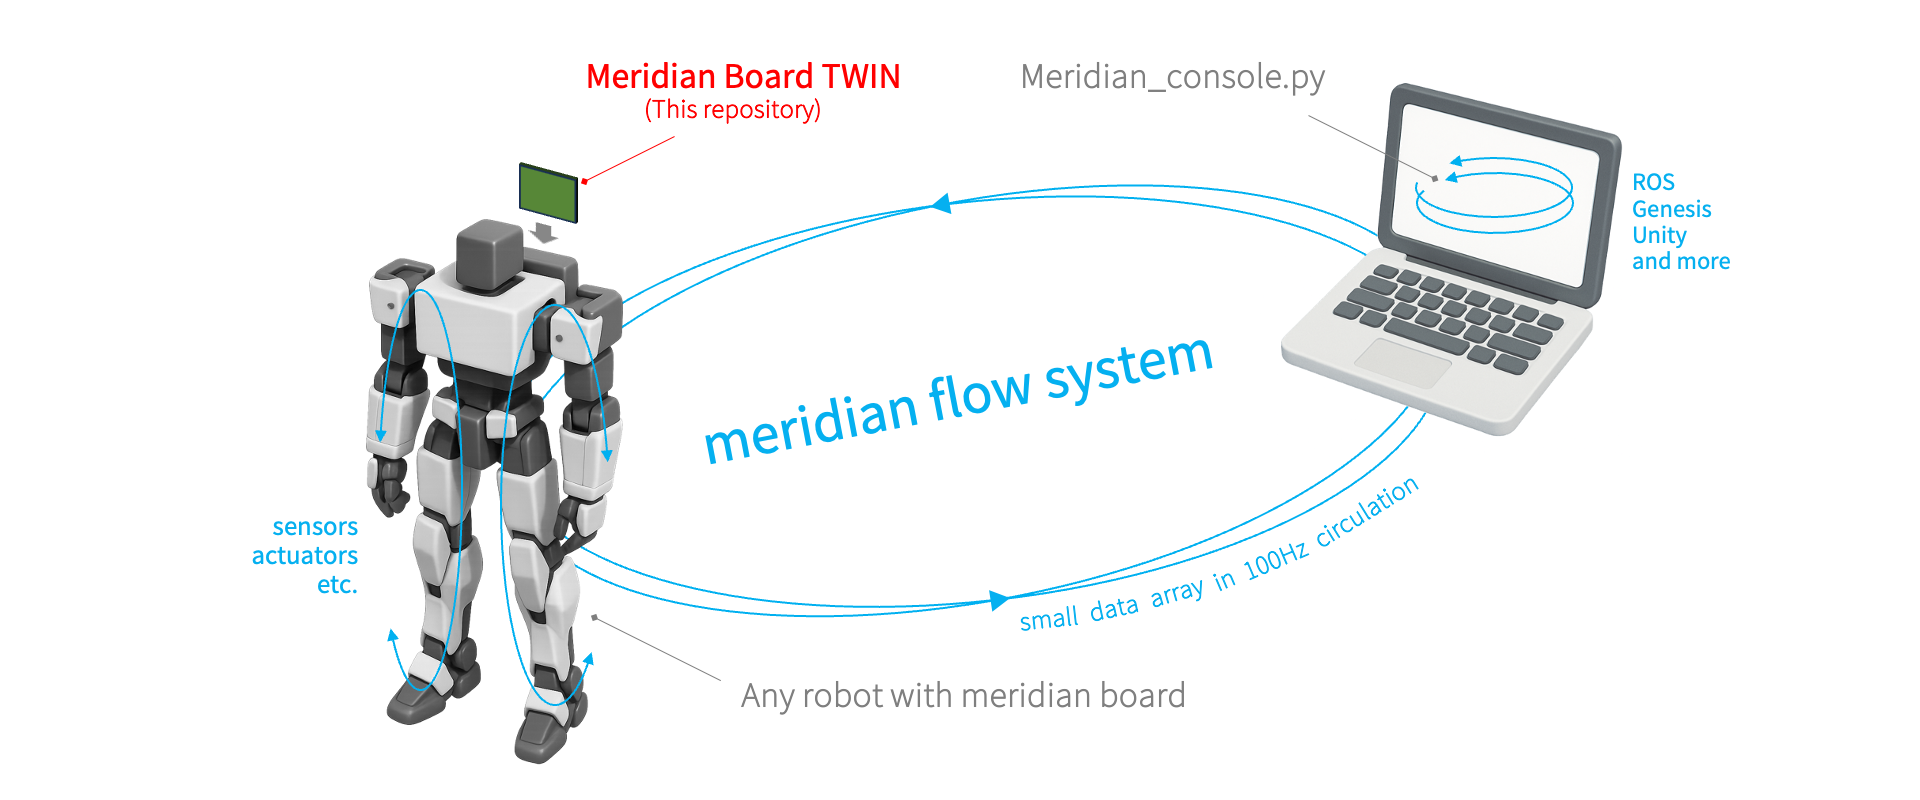 Meridian Board TWIN
(This repository)
Meridian_console.py
ROS
Genesis
Unity
and more
meridian flow system
small data array in 100Hz circulation
sensors
actuators
etc.
Any robot with meridian board